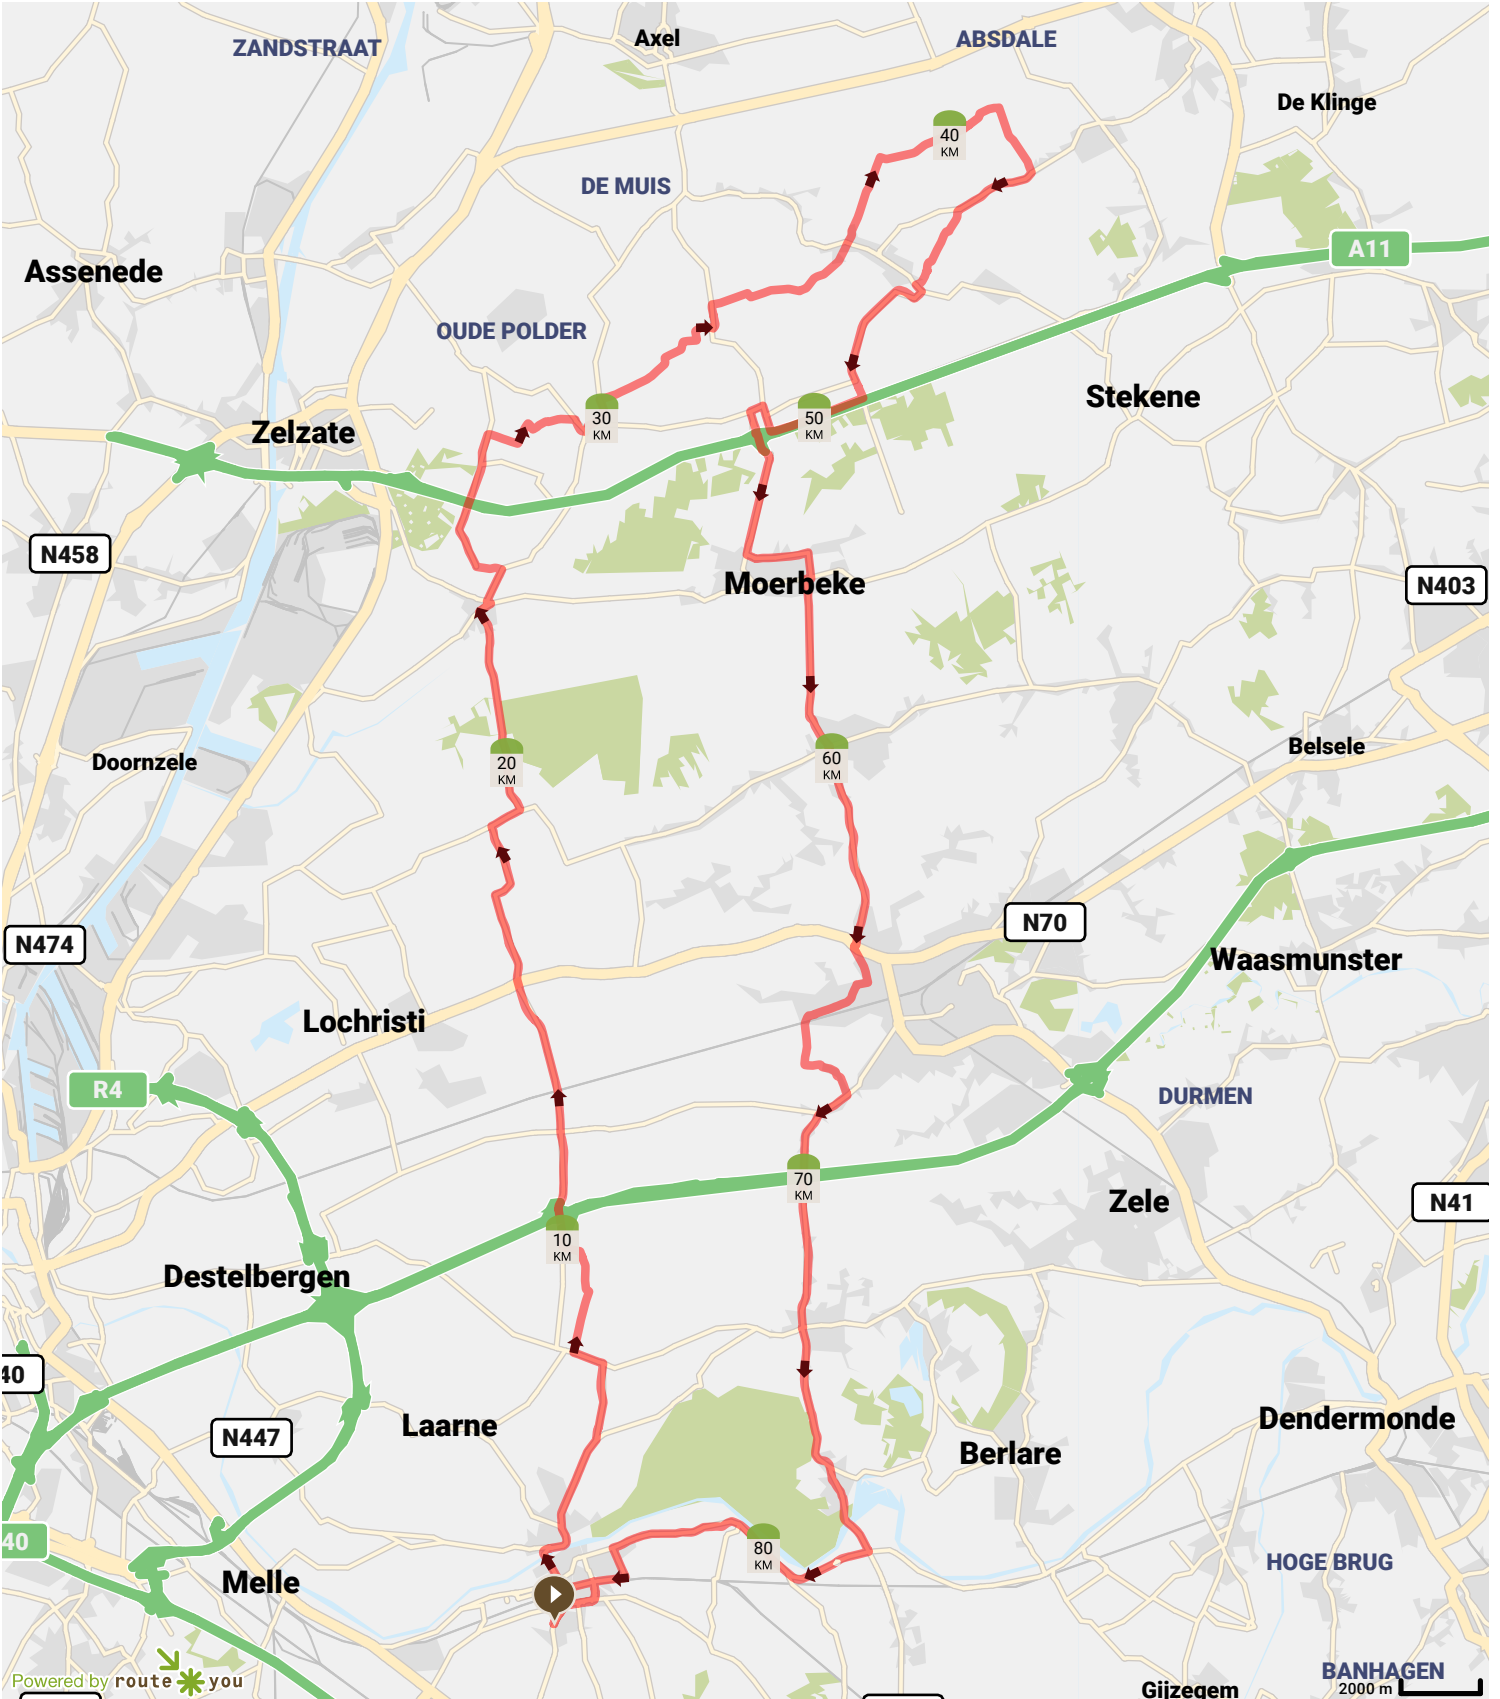 ZANDSTRAAT
Axel
ABSDALE
De Klinge
40
KM
DE MUIS
A11
Assenede
OUDE POLDER
Stekene
30
KM
50
KM
Zelzate
N458
Moerbeke
N403
Doornzele
20
KM
60
KM
Belsele
N70
N474
Waasmunster
Lochristi
R4
DURMEN
70
KM
Zele
N41
10
KM
Destelbergen
40
N447
Laarne
Berlare
Dendermonde
40
80
KM
HOGE BRUG
Melle
BANHAGEN
Powered by route you
2000 m
Gijzegem